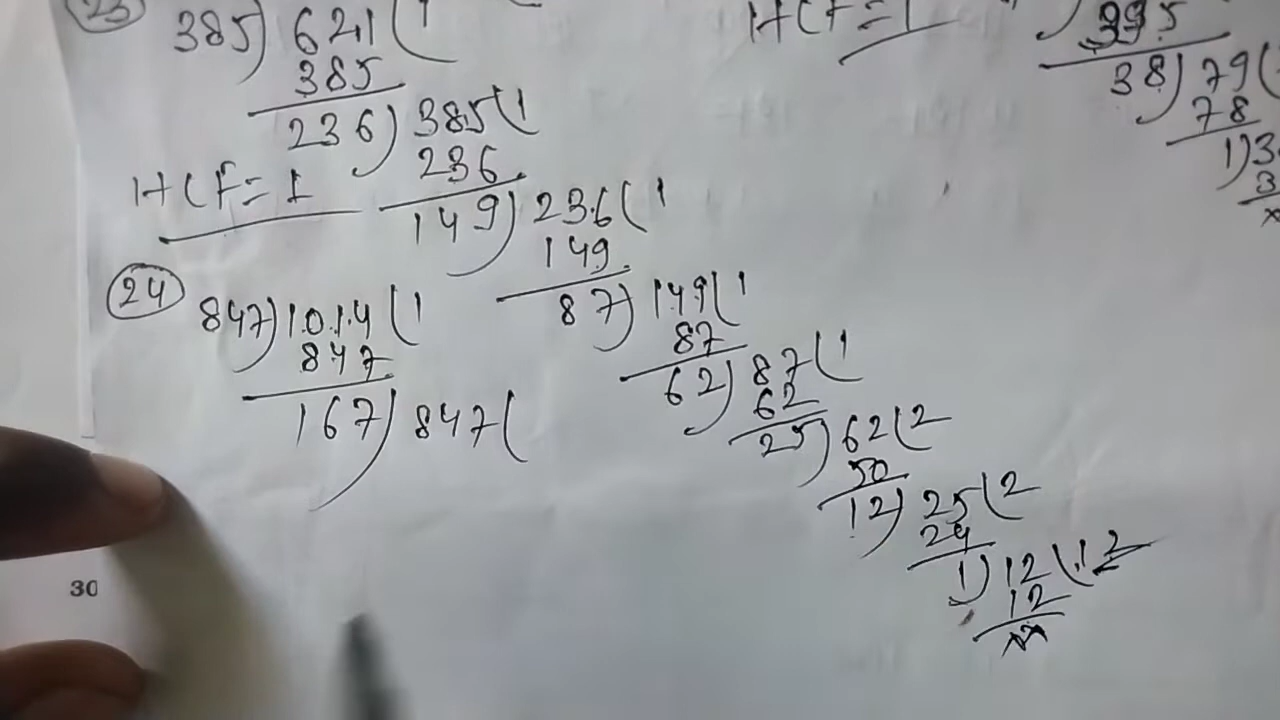 23
385) 621 (1
385
236) 385 (1
236
HCF = 1
149) 236 (1
149
87) 149 (1
87
62) 87 (1
62
25) 62 (2
50
12) 25 (2
24
1) 12 (12
12
××
24
847) 1014 (1
847
167) 847 (
HCF = 1
395
38) 79 (
78
1) 3
3
30